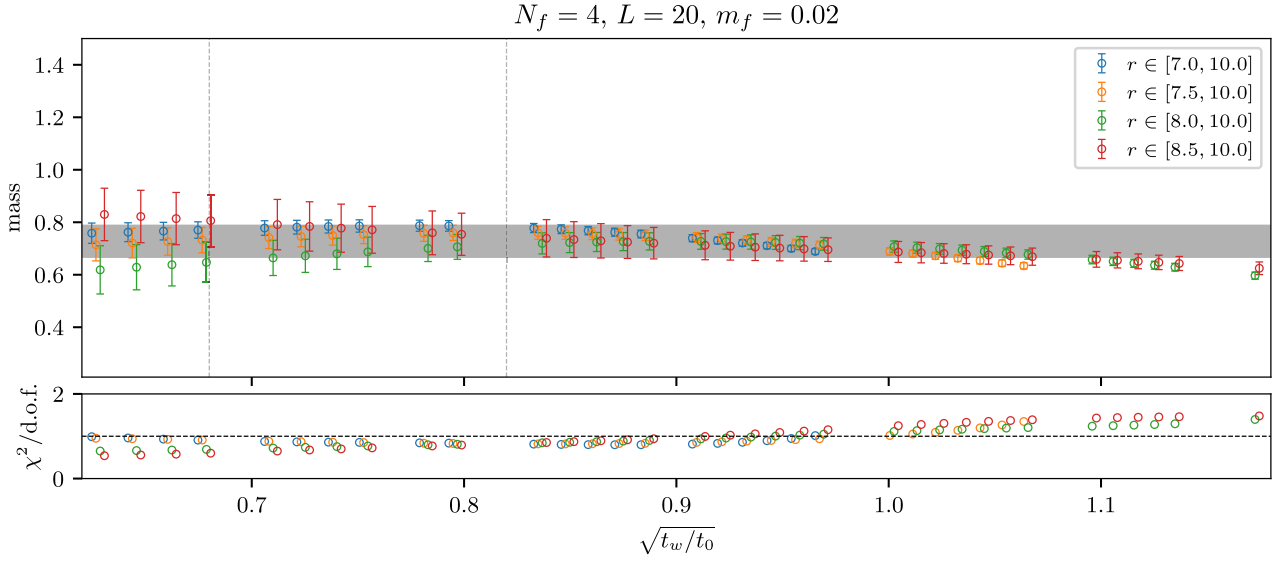 N_f = 4, L = 20, m_f = 0.02
mass
1.4
1.2
1.0
0.8
0.6
0.4
r ∈ [7.0, 10.0]
r ∈ [7.5, 10.0]
r ∈ [8.0, 10.0]
r ∈ [8.5, 10.0]
χ²/d.o.f.
2
1
0
0.7
0.8
0.9
1.0
1.1
√(t_w/t_0)